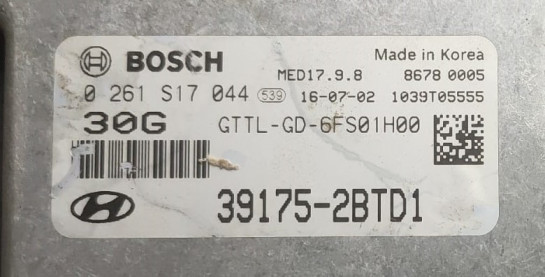 BOSCH Made in Korea
MED17.9.8 8678 0005
0 261 S17 044 539 16-07-02 1039T05555
30G GTTL-GD-6FS01H00
39175-2BTD1